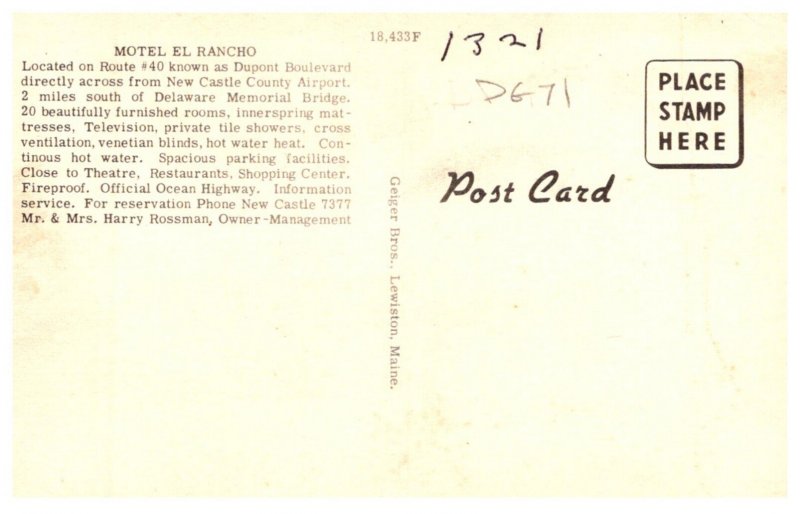 MOTEL EL RANCHO
Located on Route #40 known as Dupont Boulevard
directly across from New Castle County Airport.
2 miles south of Delaware Memorial Bridge.
20 beautifully furnished rooms, innerspring mat-
tresses, Television, private tile showers, cross
ventilation, venetian blinds, hot water heat. Con-
tinous hot water. Spacious parking facilities.
Close to Theatre, Restaurants, Shopping Center.
Fireproof. Official Ocean Highway. Information
service. For reservation Phone New Castle 7377
Mr. & Mrs. Harry Rossman, Owner-Management
18,433F
Geiger Bros., Lewiston, Maine.
1321
DG71
Post Card
PLACE
STAMP
HERE